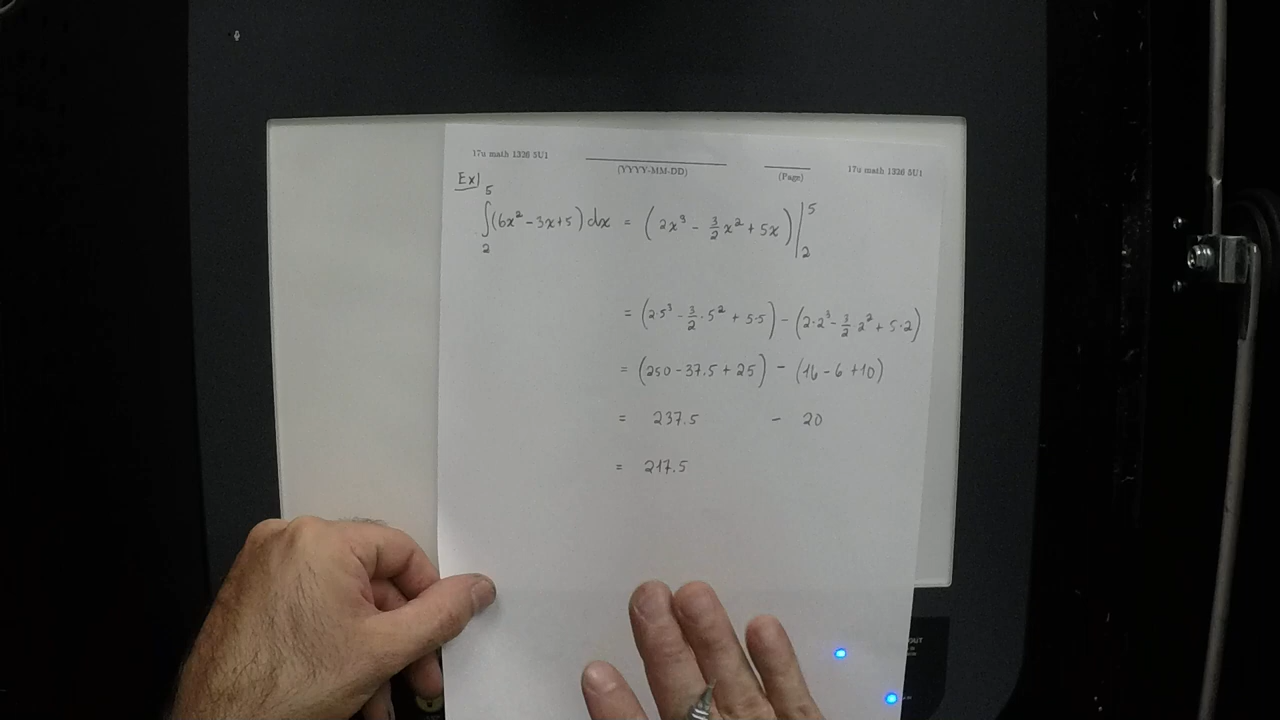 17u math 1326 5U1 (YYYY-MM-DD) (Page) 17u math 1326 5U1
Ex1
∫₂⁵ (6x² - 3x + 5) dx = (2x³ - 3/2 x² + 5x) |₂⁵
= (2·5³ - 3/2 · 5² + 5·5) - (2·2³ - 3/2 · 2² + 5·2)
= (250 - 37.5 + 25) - (16 - 6 + 10)
= 237.5 - 20
= 217.5
OUT